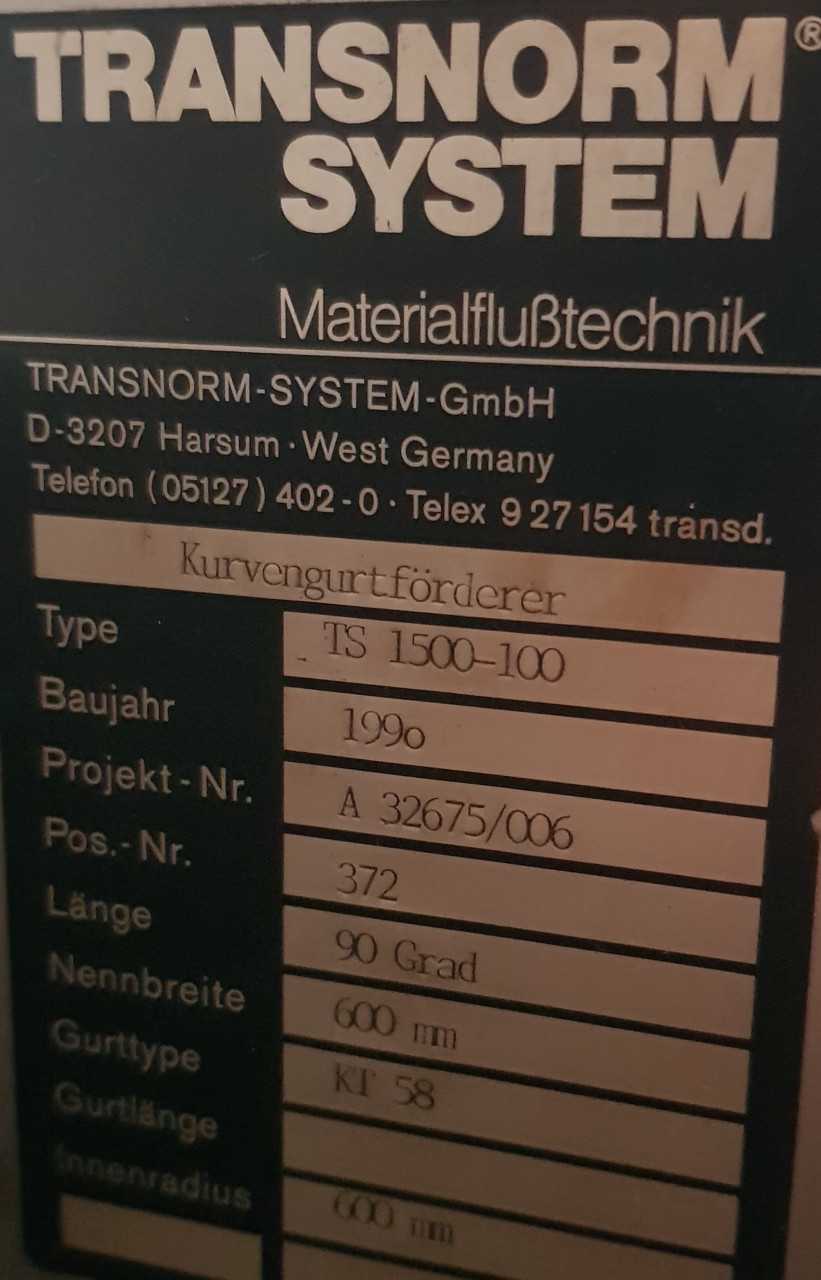 TRANSNORM®
SYSTEM
Materialflußtechnik
TRANSNORM-SYSTEM-GmbH
D-3207 Harsum · West Germany
Telefon (05127) 402-0 · Telex 9 27 154 transd.
Kurvengurtförderer
Type TS 1500-100
Baujahr 199o
Projekt-Nr. A 32675/006
Pos.-Nr. 372
Länge 90 Grad
Nennbreite 600 mm
Gurttype KT 58
Gurtlänge
Innenradius 600 mm